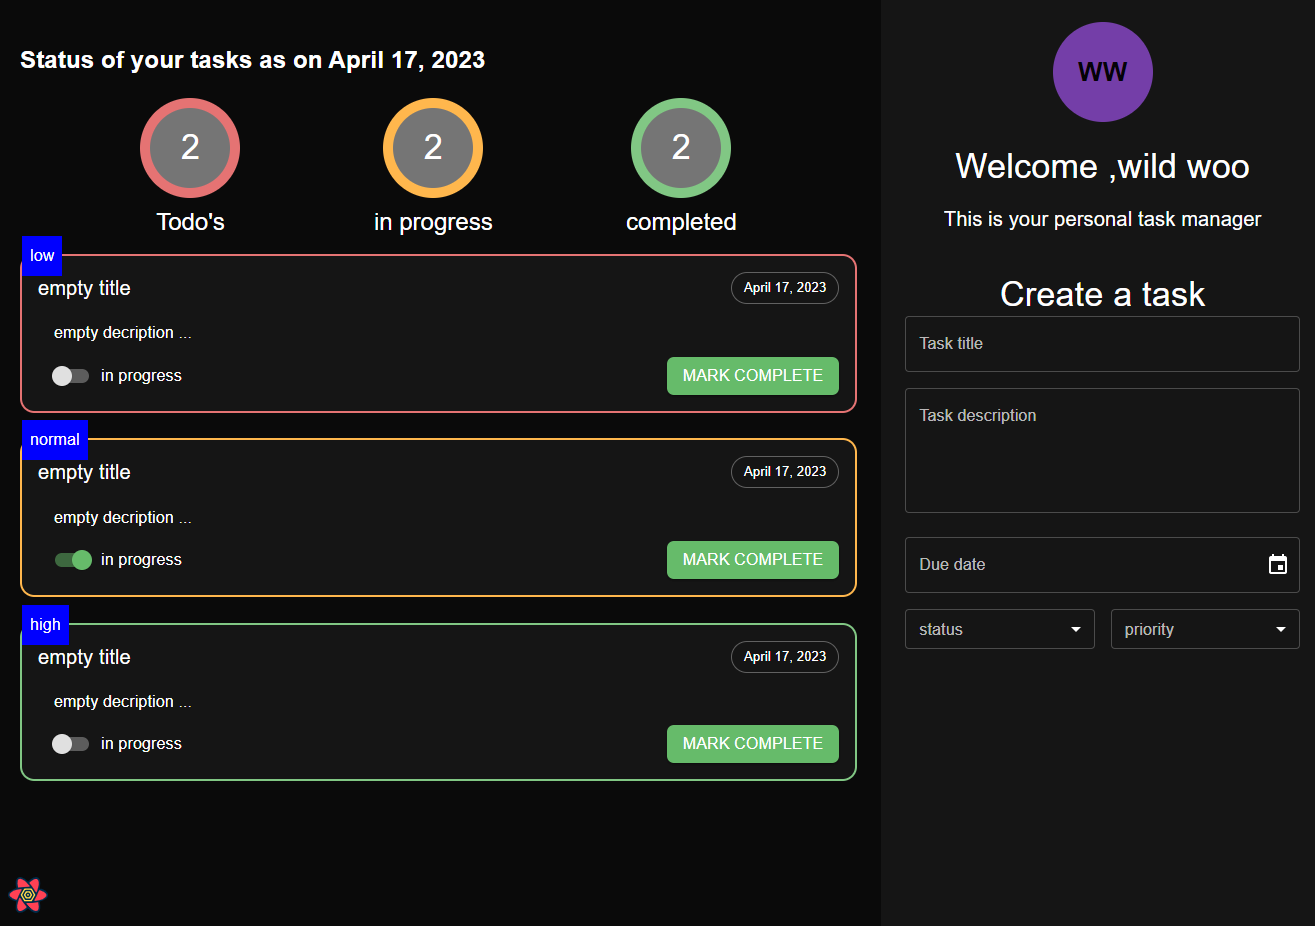 Status of your tasks as on April 17, 2023
2
2
2
Todo's
in progress
completed
low
empty title
April 17, 2023
empty decription ...
in progress
MARK COMPLETE
normal
empty title
April 17, 2023
empty decription ...
in progress
MARK COMPLETE
high
empty title
April 17, 2023
empty decription ...
in progress
MARK COMPLETE
WW
Welcome ,wild woo
This is your personal task manager
Create a task
Task title
Task description
Due date
status
priority